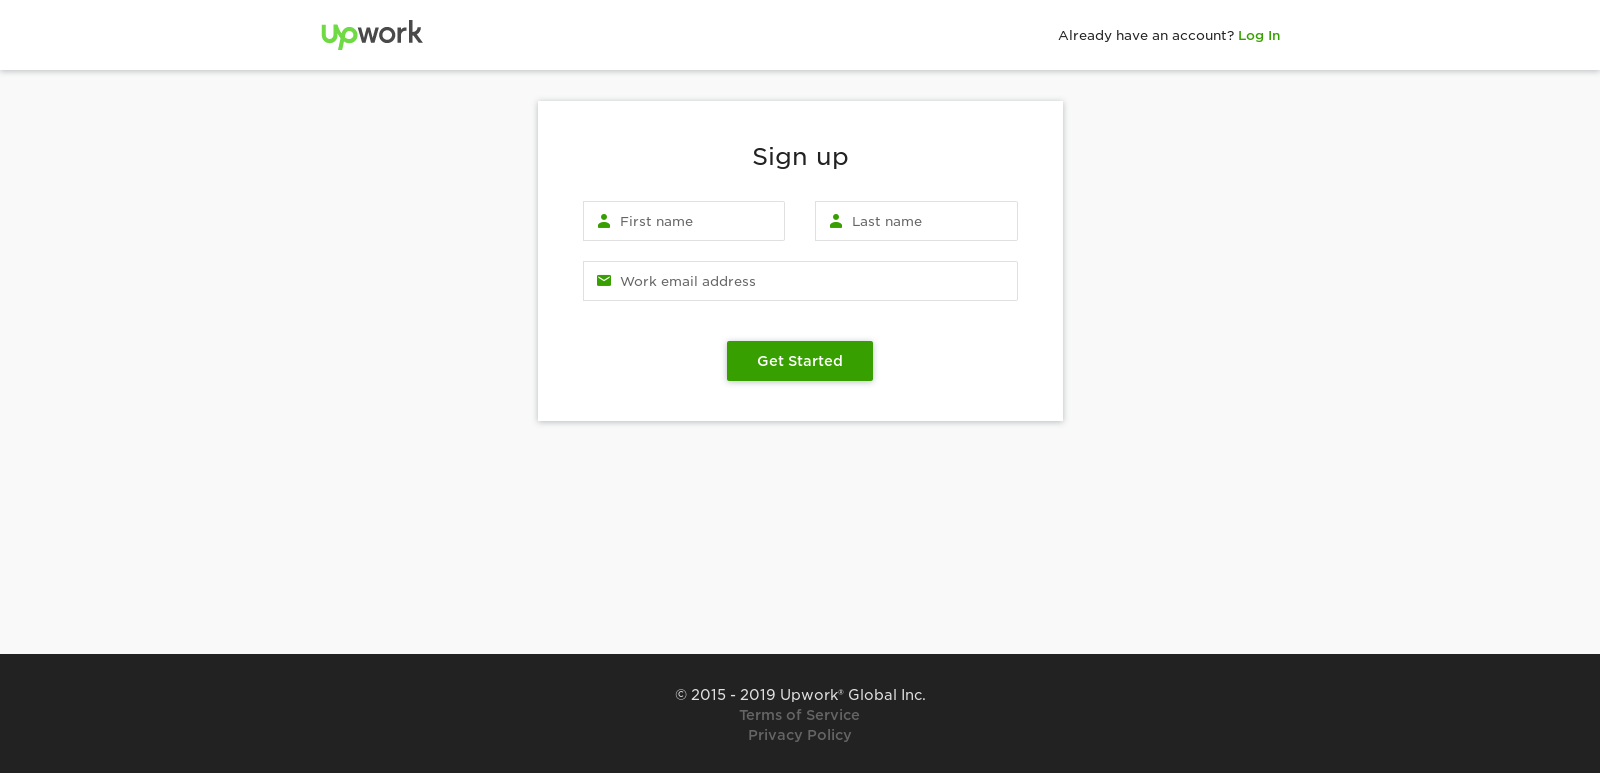 Upwork
Already have an account? Log In
Sign up
First name
Last name
Work email address
Get Started
© 2015 - 2019 Upwork® Global Inc.
Terms of Service
Privacy Policy